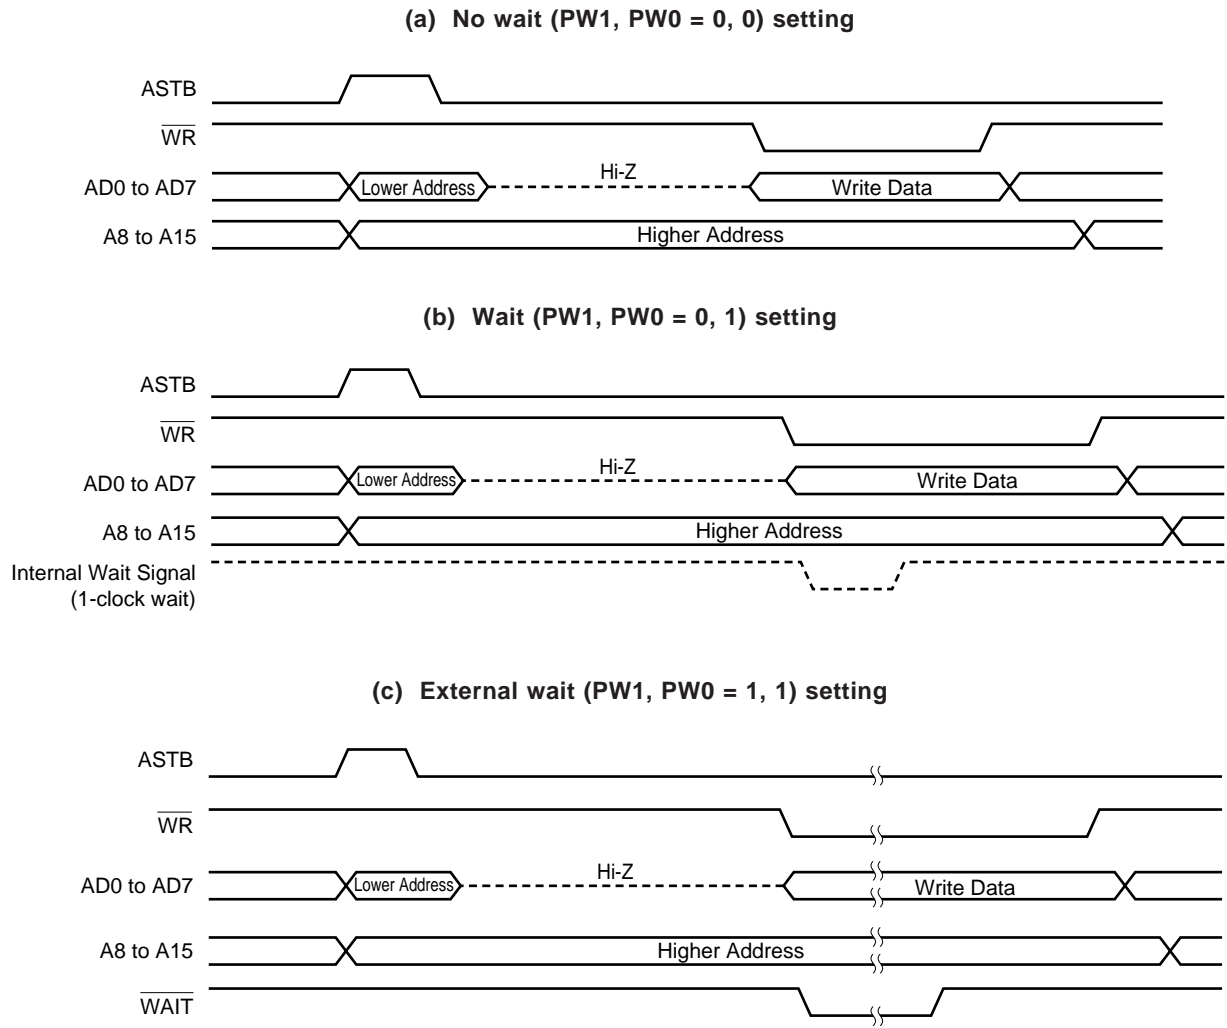 (a) No wait (PW1, PW0 = 0, 0) setting
ASTB
WR
Hi-Z
AD0 to AD7 Lower Address Write Data
A8 to A15 Higher Address
(b) Wait (PW1, PW0 = 0, 1) setting
ASTB
WR
Hi-Z
AD0 to AD7 Lower Address Write Data
A8 to A15 Higher Address
Internal Wait Signal
(1-clock wait)
(c) External wait (PW1, PW0 = 1, 1) setting
ASTB
WR
Hi-Z
AD0 to AD7 Lower Address Write Data
A8 to A15 Higher Address
WAIT